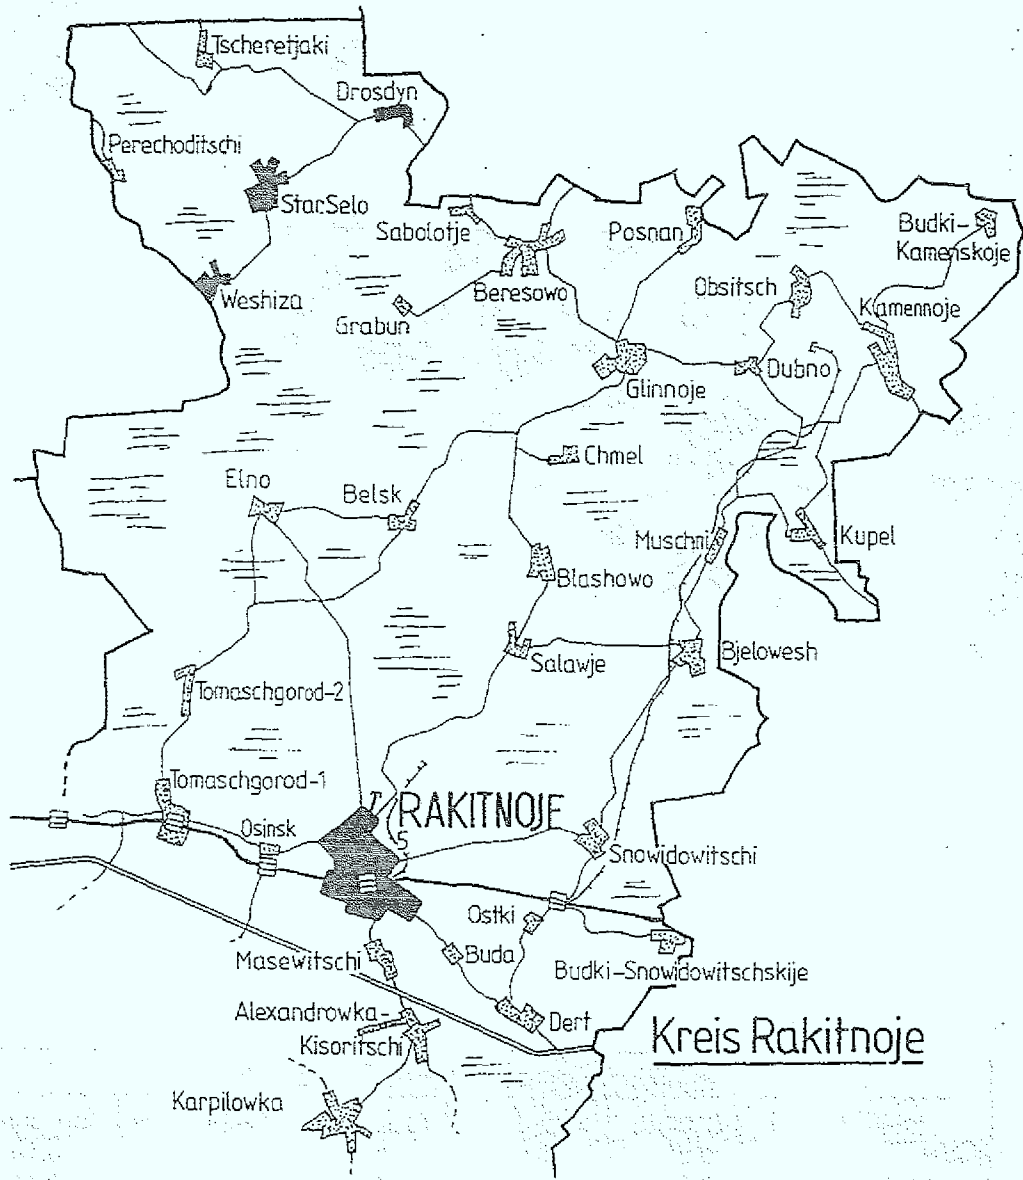 Tscheretjaki
Drosdyn
Perechoditschi
Star.Selo
Sabolotje
Posnan
Budki-
Kamenskoje
Weshiza
Beresowo
Obsitsch
Grabun
Kamennoje
Glinnoje
Dubno
Chmel
Elno
Belsk
Muschni
Kupel
Blashowo
Salawje
Bjelowesh
Tomaschgorod-2
Tomaschgorod-1
RAKITNOJE
Osinsk
Snowidowitschi
Ostki
Masewitschi
Buda
Budki-Snowidowitschskije
Alexandrowka-
Dert
Kisoritschi
Kreis Rakitnoje
Karpilowka